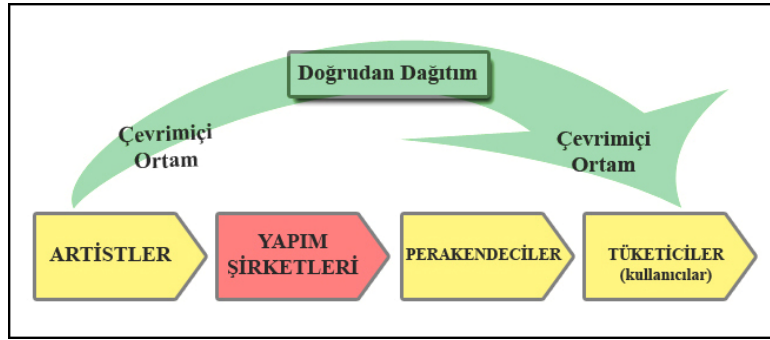 Doğrudan Dağıtım
Çevrimiçi
Ortam
Çevrimiçi
Ortam
ARTİSTLER
YAPIM
ŞİRKETLERİ
PERAKENDECİLER
TÜKETİCİLER
(kullanıcılar)